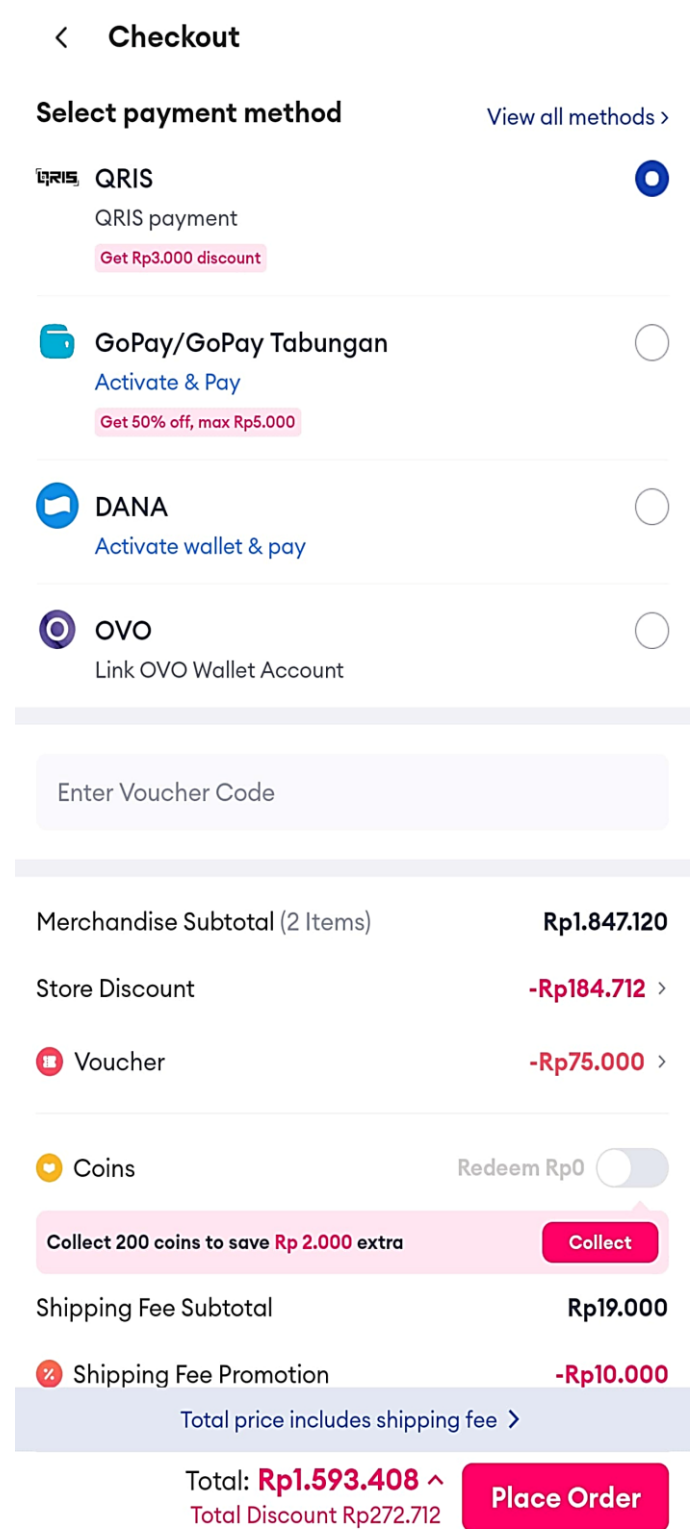 Checkout
Select payment method
View all methods >
QRIS QRIS
QRIS payment
Get Rp3.000 discount
GoPay/GoPay Tabungan
Activate & Pay
Get 50% off, max Rp5.000
DANA
Activate wallet & pay
OVO
Link OVO Wallet Account
Enter Voucher Code
Merchandise Subtotal (2 Items) Rp1.847.120
Store Discount -Rp184.712 >
Voucher -Rp75.000 >
Coins Redeem Rp0
Collect 200 coins to save Rp 2.000 extra Collect
Shipping Fee Subtotal Rp19.000
Shipping Fee Promotion -Rp10.000
Total price includes shipping fee >
Total: Rp1.593.408
Total Discount Rp272.712
Place Order